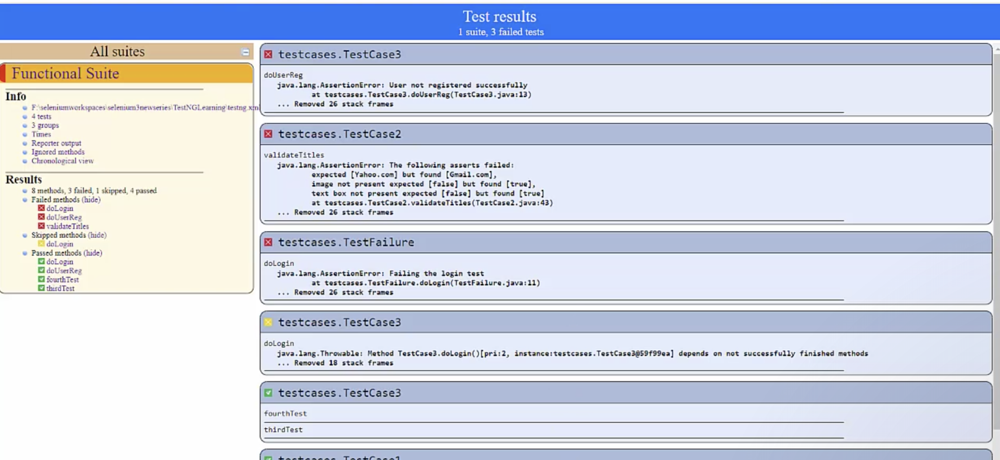 Test results
1 suite, 3 failed tests
All suites
Functional Suite
Info
F:\seleniumworkspaces\selenium3newseries\TestNGLearning\testng.xml
4 tests
3 groups
Times
Reporter output
Ignored methods
Chronological view
Results
8 methods, 3 failed, 1 skipped, 4 passed
Failed methods (hide)
doLogin
doUserReg
validateTitles
Skipped methods (hide)
doLogin
Passed methods (hide)
doLogin
doUserReg
fourthTest
thirdTest
testcases.TestCase3
doUserReg
java.lang.AssertionError: User not registered successfully
at testcases.TestCase3.doUserReg(TestCase3.java:13)
... Removed 26 stack frames
testcases.TestCase2
validateTitles
java.lang.AssertionError: The following asserts failed:
expected [Yahoo.com] but found [Gmail.com],
image not present expected [false] but found [true],
text box not present expected [false] but found [true]
at testcases.TestCase2.validateTitles(TestCase2.java:43)
... Removed 26 stack frames
testcases.TestFailure
doLogin
java.lang.AssertionError: Failing the login test
at testcases.TestFailure.doLogin(TestFailure.java:11)
... Removed 26 stack frames
testcases.TestCase3
doLogin
java.lang.Throwable: Method TestCase3.doLogin()[pri:2, instance:testcases.TestCase3@59f99ea] depends on not successfully finished methods
... Removed 18 stack frames
testcases.TestCase3
fourthTest
thirdTest
testcases.TestCase1